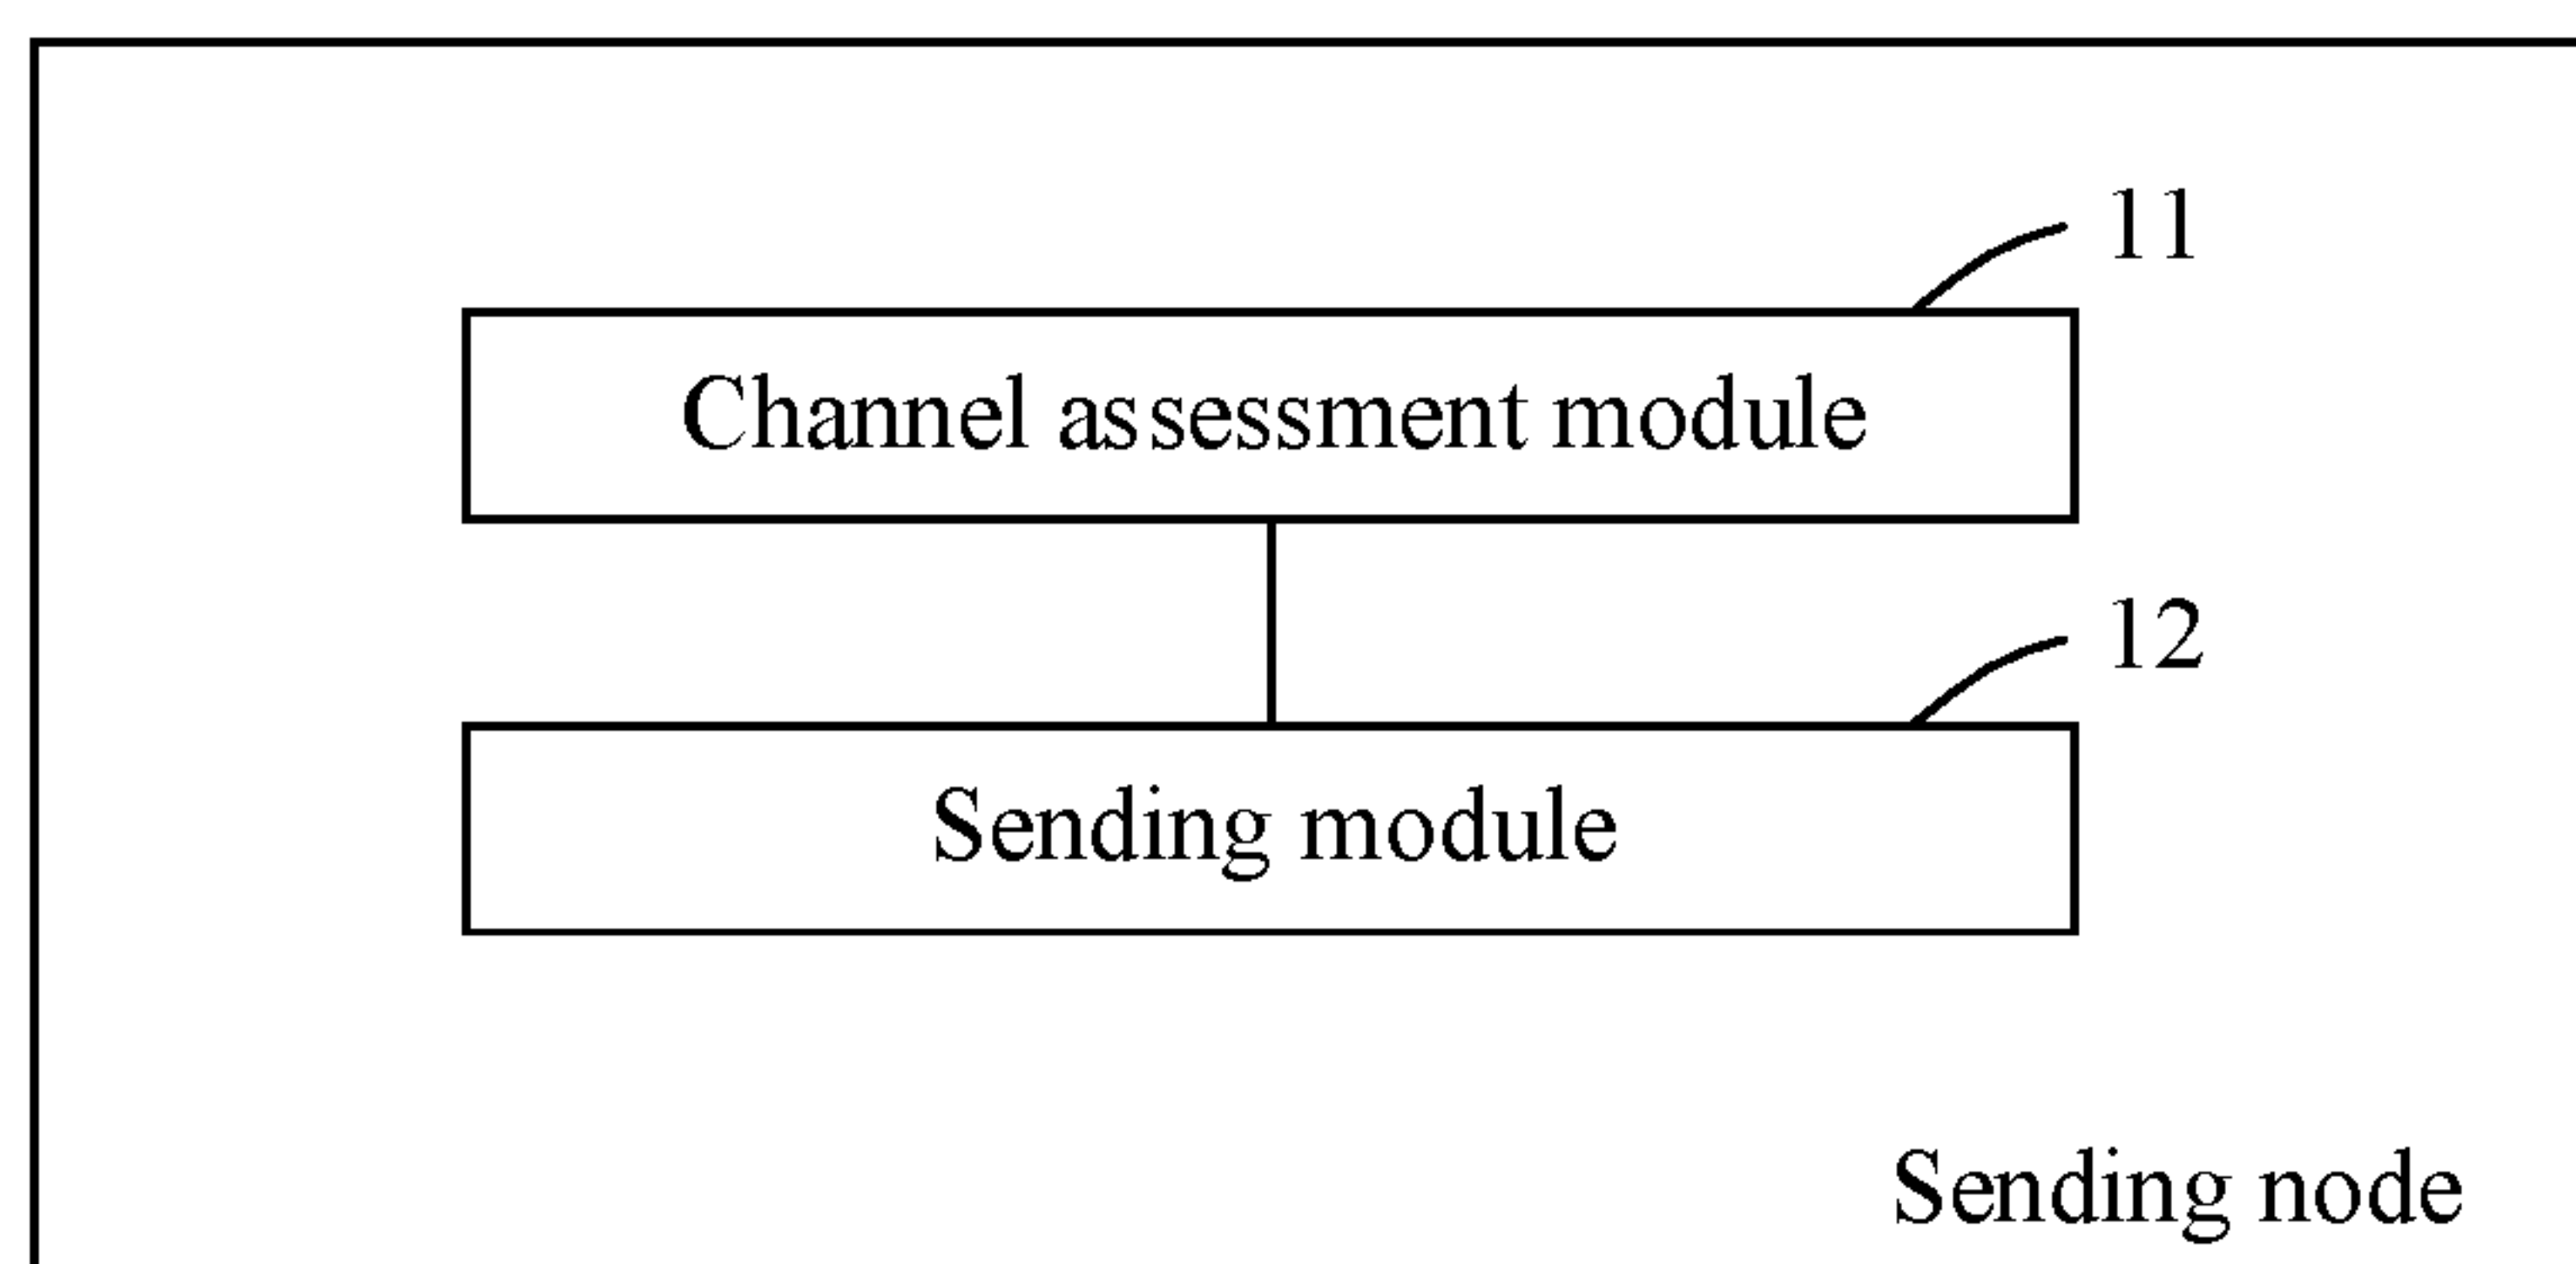 11
Channel assessment module
12
Sending module
Sending node